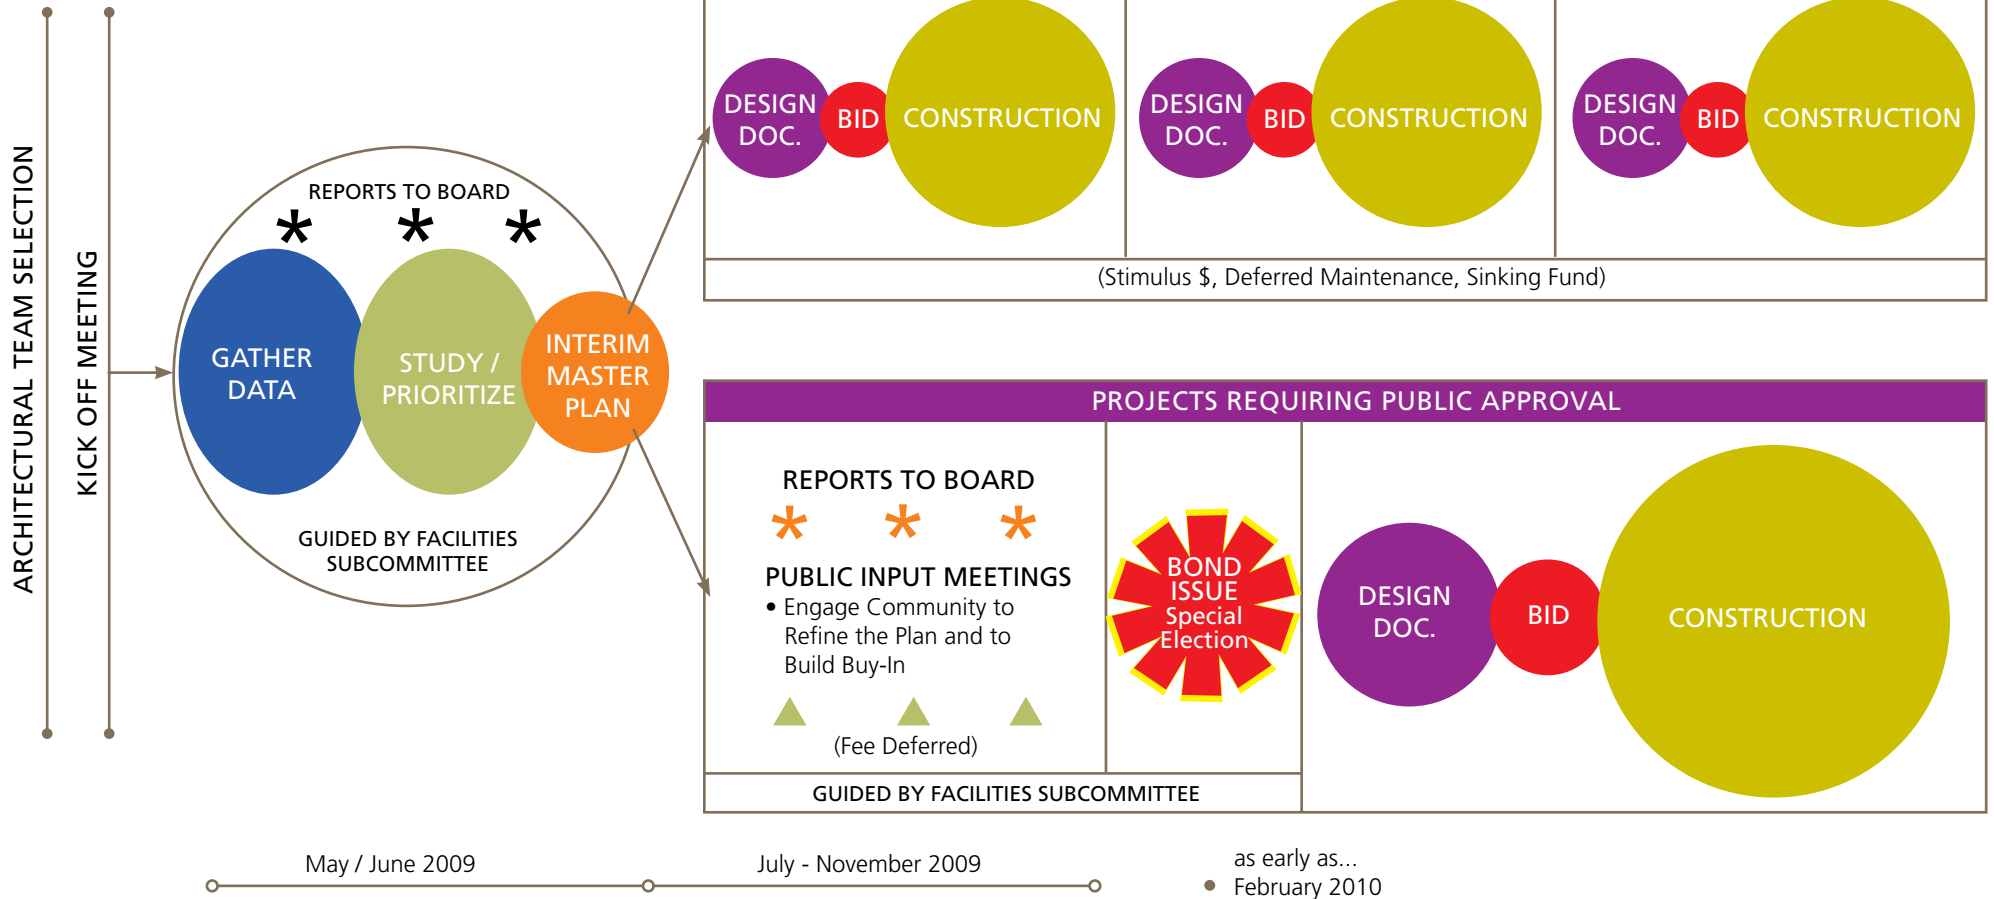 ARCHITECTURAL TEAM SELECTION
KICK OFF MEETING
REPORTS TO BOARD
* * *
GATHER
DATA
STUDY /
PRIORITIZE
INTERIM
MASTER
PLAN
GUIDED BY FACILITIES
SUBCOMMITTEE
DESIGN
DOC.
BID
CONSTRUCTION
DESIGN
DOC.
BID
CONSTRUCTION
DESIGN
DOC.
BID
CONSTRUCTION
(Stimulus $, Deferred Maintenance, Sinking Fund)
PROJECTS REQUIRING PUBLIC APPROVAL
REPORTS TO BOARD
* * *
PUBLIC INPUT MEETINGS
• Engage Community to
Refine the Plan and to
Build Buy-In
(Fee Deferred)
BOND
ISSUE
Special
Election
GUIDED BY FACILITIES SUBCOMMITTEE
DESIGN
DOC.
BID
CONSTRUCTION
May / June 2009
July - November 2009
as early as...
February 2010